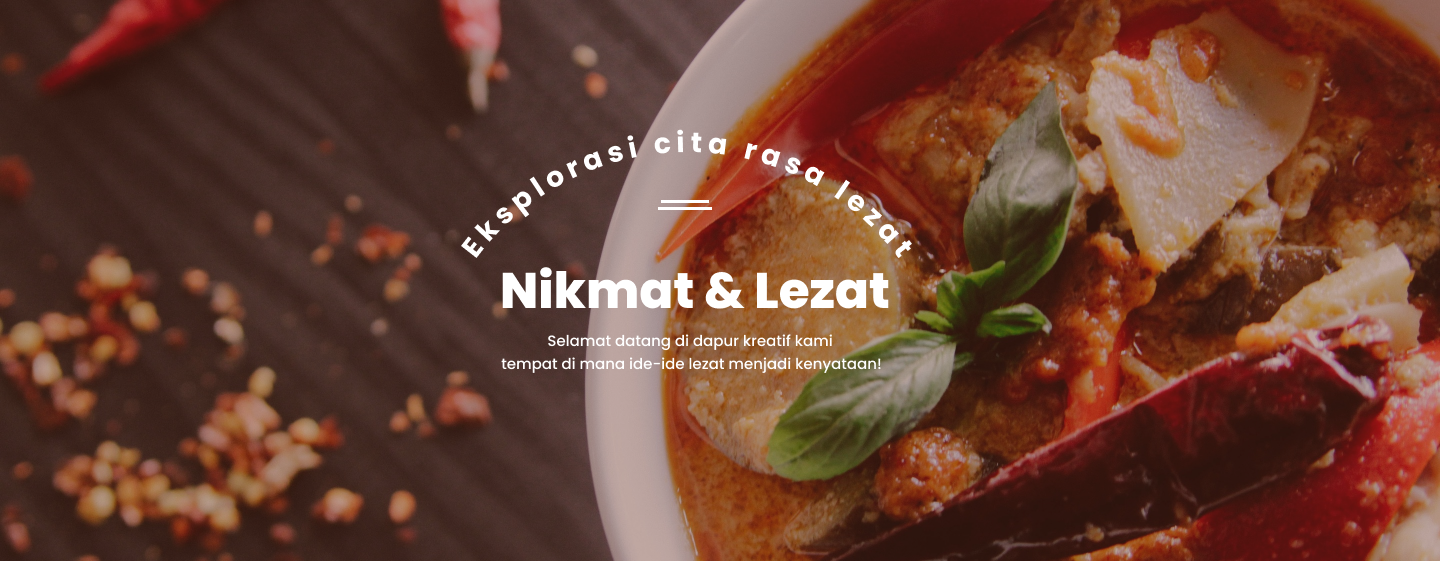 Eksplorasi cita rasa lezat
Nikmat & Lezat
Selamat datang di dapur kreatif kami
tempat di mana ide-ide lezat menjadi kenyataan!